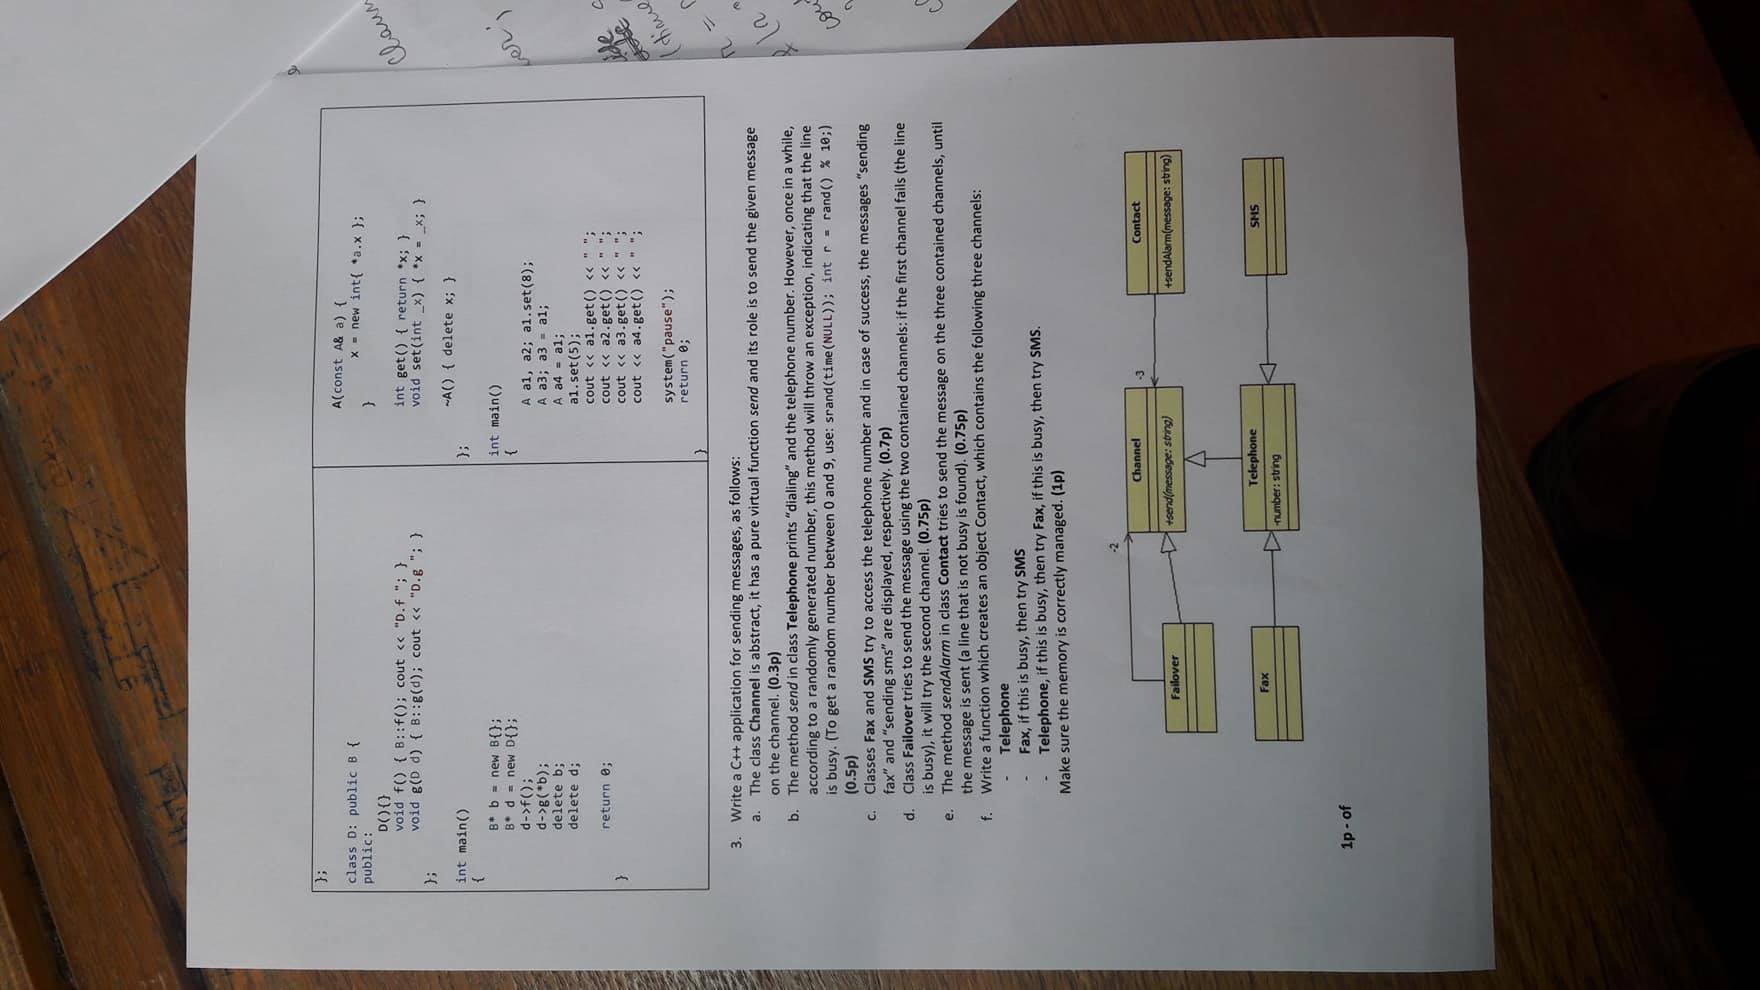 };
class D: public B {
public:
D(){}
void f() { B::f(); cout << "D.f "; }
void g(D d) { B::g(d); cout << "D.g "; }
};
int main()
{
B* b = new B{};
B* d = new D{};
d->f();
d->g(*b);
delete b;
delete d;
return 0;
}
A(const A& a) {
x = new int{ *a.x };
}
int get() { return *x; }
void set(int _x) { *x = _x; }
~A() { delete x; }
};
int main()
{
A a1, a2; a1.set(8);
A a3; a3 = a1;
A a4 = a1;
a1.set(5);
cout << a1.get() << " ";
cout << a2.get() << " ";
cout << a3.get() << " ";
cout << a4.get() << " ";
system("pause");
return 0;
}
3. Write a C++ application for sending messages, as follows:
a. The class Channel is abstract, it has a pure virtual function send and its role is to send the given message
on the channel. (0.3p)
b. The method send in class Telephone prints "dialing" and the telephone number. However, once in a while,
according to a randomly generated number, this method will throw an exception, indicating that the line
is busy. (To get a random number between 0 and 9, use: srand(time(NULL)); int r = rand() % 10;)
(0.5p)
c. Classes Fax and SMS try to access the telephone number and in case of success, the messages "sending
fax" and "sending sms" are displayed, respectively. (0.7p)
d. Class Failover tries to send the message using the two contained channels: if the first channel fails (the line
is busy), it will try the second channel. (0.75p)
e. The method sendAlarm in class Contact tries to send the message on the three contained channels, until
the message is sent (a line that is not busy is found). (0.75p)
f. Write a function which creates an object Contact, which contains the following three channels:
- Telephone
- Fax, if this is busy, then try SMS
- Telephone, if this is busy, then try Fax, if this is busy, then try SMS.
Make sure the memory is correctly managed. (1p)
-2
Failover
Channel
+send(message: string)
-3
Contact
+sendAlarm(message: string)
Fax
Telephone
-number: string
SMS
1p - of